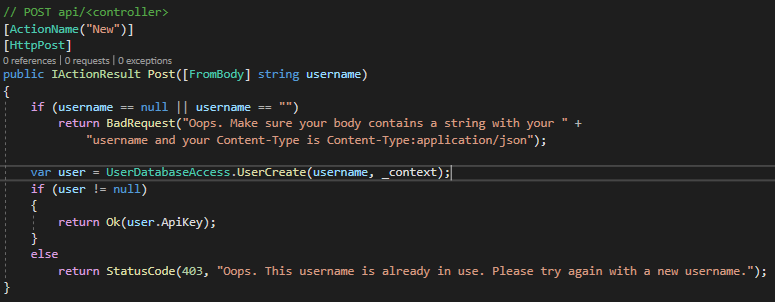 // POST api/<controller>
[ActionName("New")]
[HttpPost]
0 references | 0 requests | 0 exceptions
public IActionResult Post([FromBody] string username)
{
if (username == null || username == "")
return BadRequest("Oops. Make sure your body contains a string with your " +
"username and your Content-Type is Content-Type:application/json");
var user = UserDatabaseAccess.UserCreate(username, _context);
if (user != null)
{
return Ok(user.ApiKey);
}
else
return StatusCode(403, "Oops. This username is already in use. Please try again with a new username.");
}